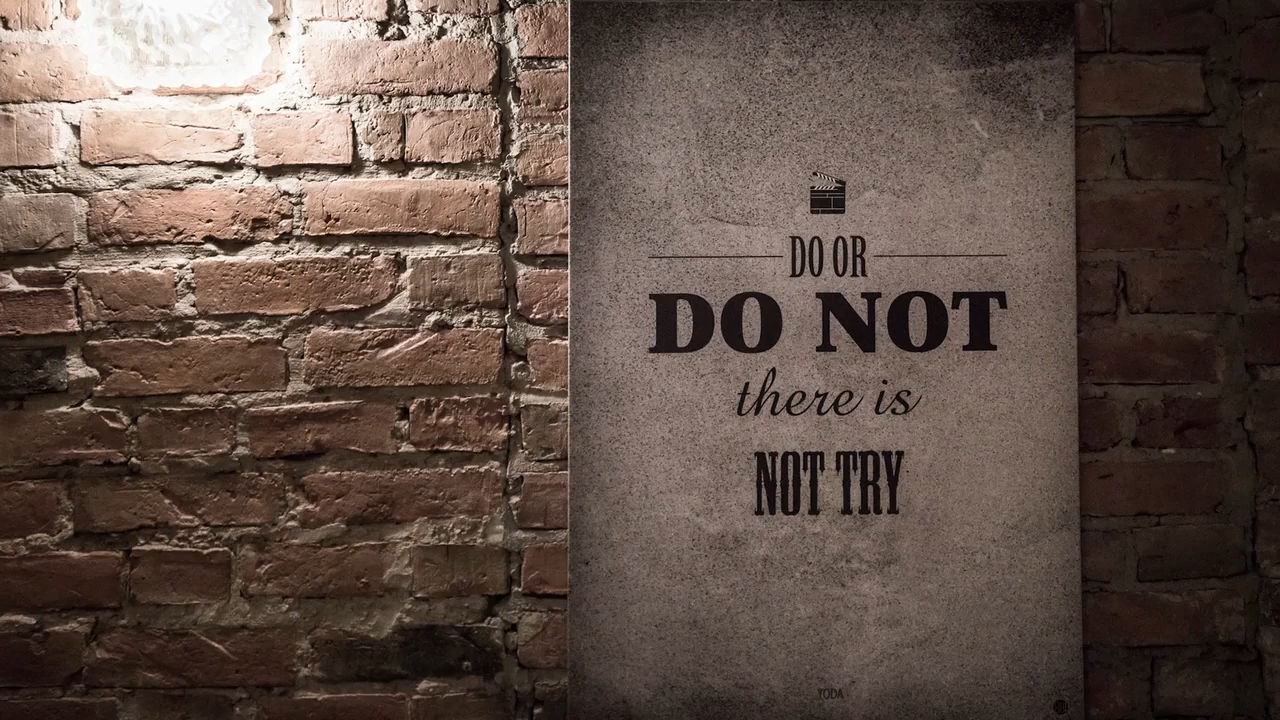 DO OR
DO NOT
there is
NOT TRY
YODA